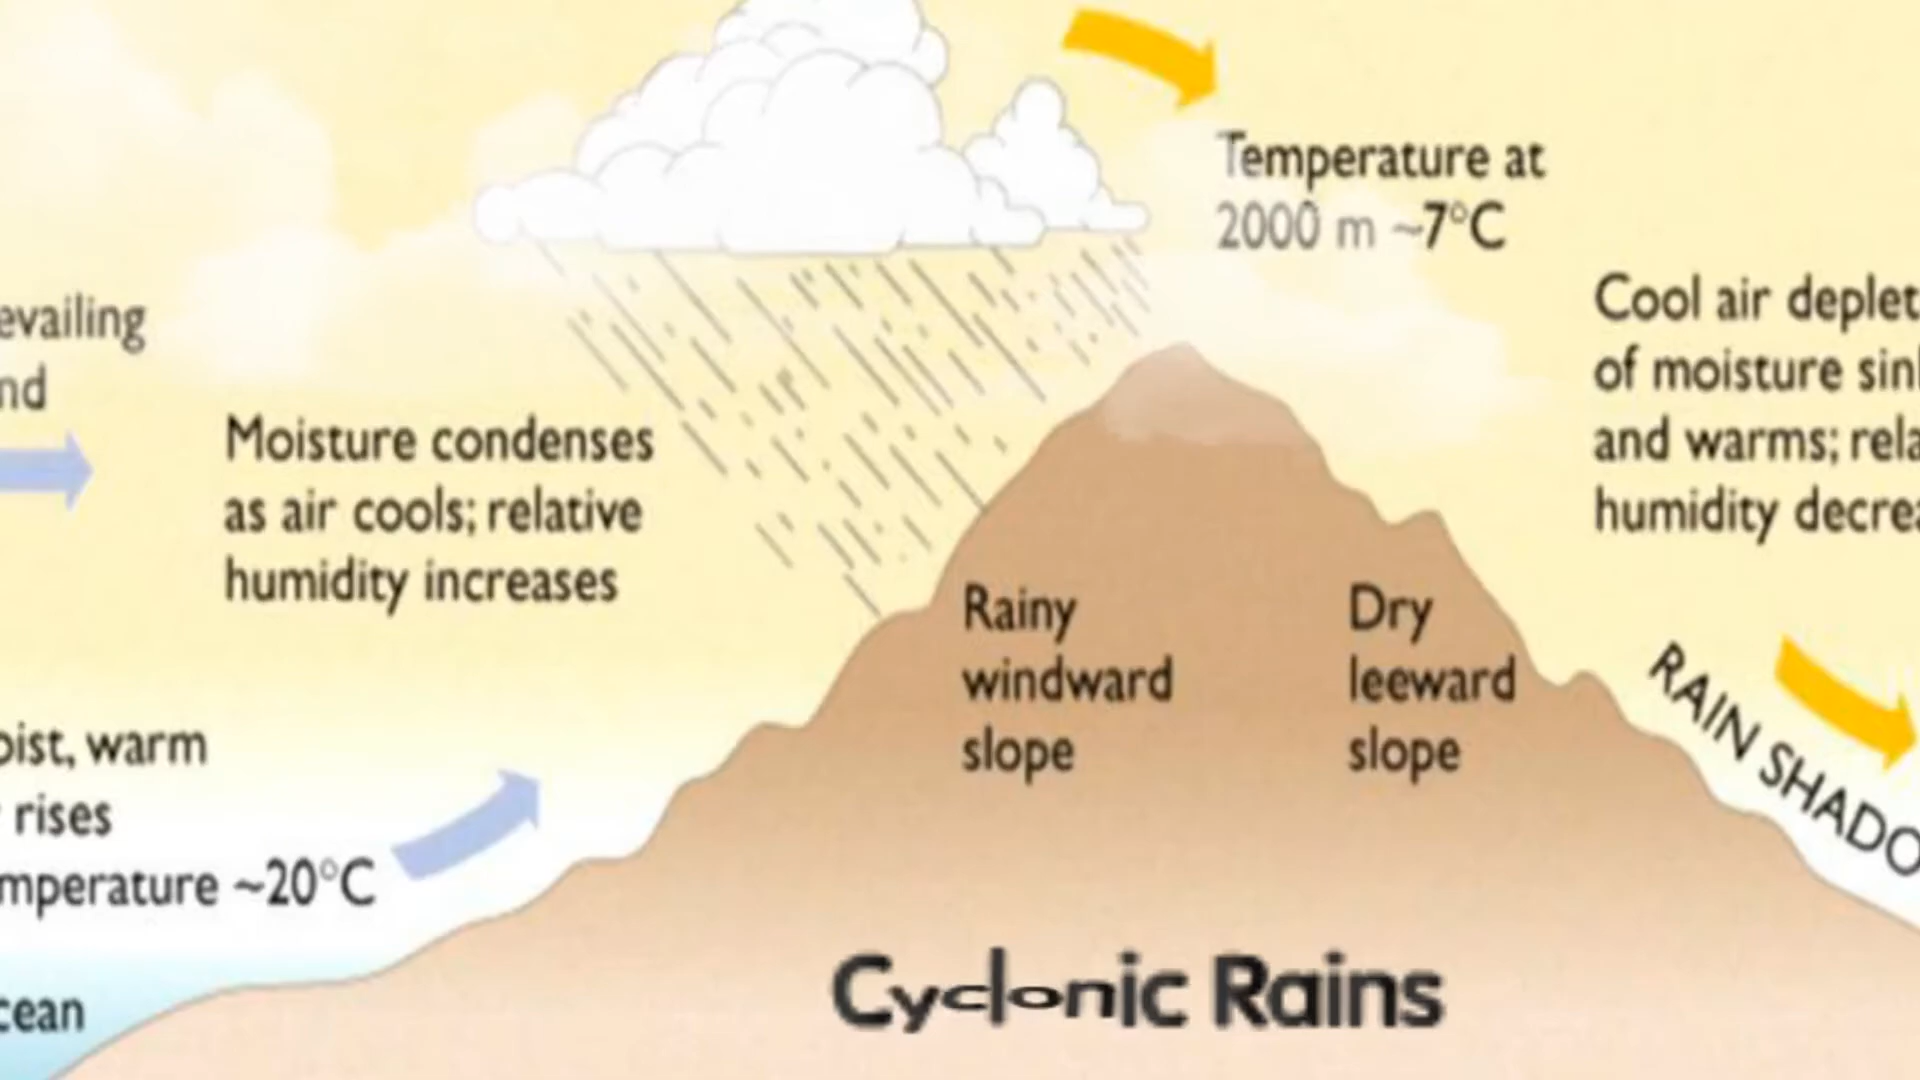 Temperature at
2000 m ~7°C
evailing
nd
Moisture condenses
as air cools; relative
humidity increases
Cool air deplet
of moisture sin
and warms; rela
humidity decrea
Rainy
windward
slope
Dry
leeward
slope
RAIN SHADO
oist, warm
rises
mperature ~20°C
cean
Cyclonic Rains